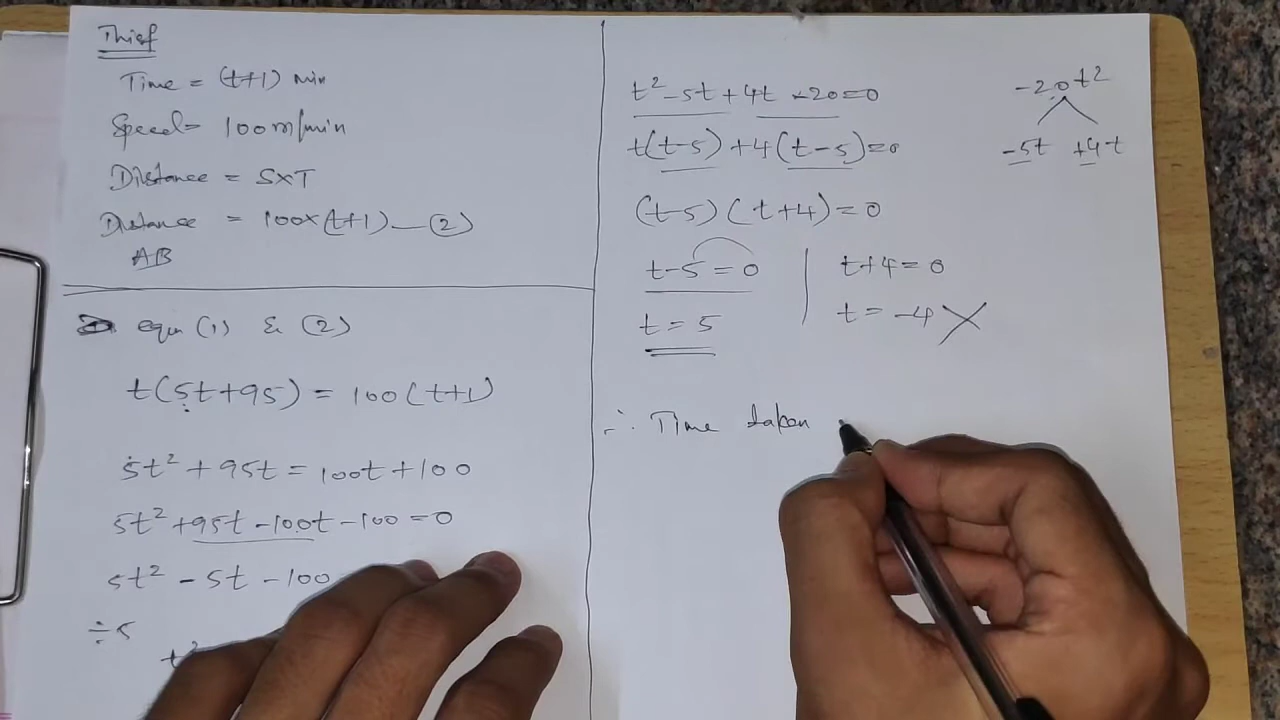 Thief
Time = (t+1) min
Speed = 100m/min
Distance = S×T
Distance = 100×(t+1) — (2)
AB
equn (1) & (2)
t(5t+95) = 100(t+1)
5t² + 95t = 100t + 100
5t² + 95t - 100t - 100 = 0
5t² - 5t - 100
÷5
t²
t² - 5t + 4t - 20 = 0
t(t-5) + 4(t-5) = 0
(t-5) (t+4) = 0
t-5 = 0
t = 5
t+4 = 0
t = -4 ✗
-20t²
-5t +4t
∴ Time taken